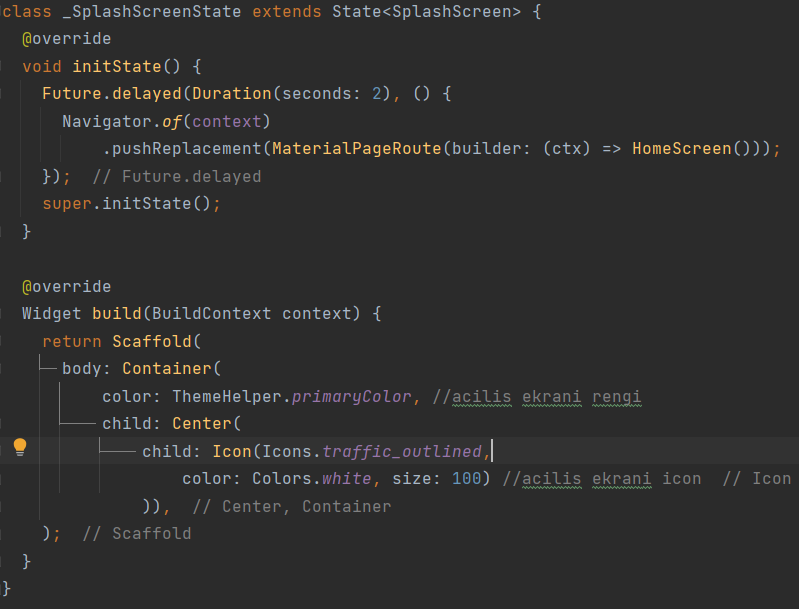 class _SplashScreenState extends State<SplashScreen> {
  @override
  void initState() {
    Future.delayed(Duration(seconds: 2), () {
      Navigator.of(context)
          .pushReplacement(MaterialPageRoute(builder: (ctx) => HomeScreen()));
    });  // Future.delayed
    super.initState();
  }

  @override
  Widget build(BuildContext context) {
    return Scaffold(
      body: Container(
          color: ThemeHelper.primaryColor, //acilis ekrani rengi
          child: Center(
              child: Icon(Icons.traffic_outlined,
                  color: Colors.white, size: 100) //acilis ekrani icon  // Icon
              )),  // Center, Container
    );  // Scaffold
  }
}